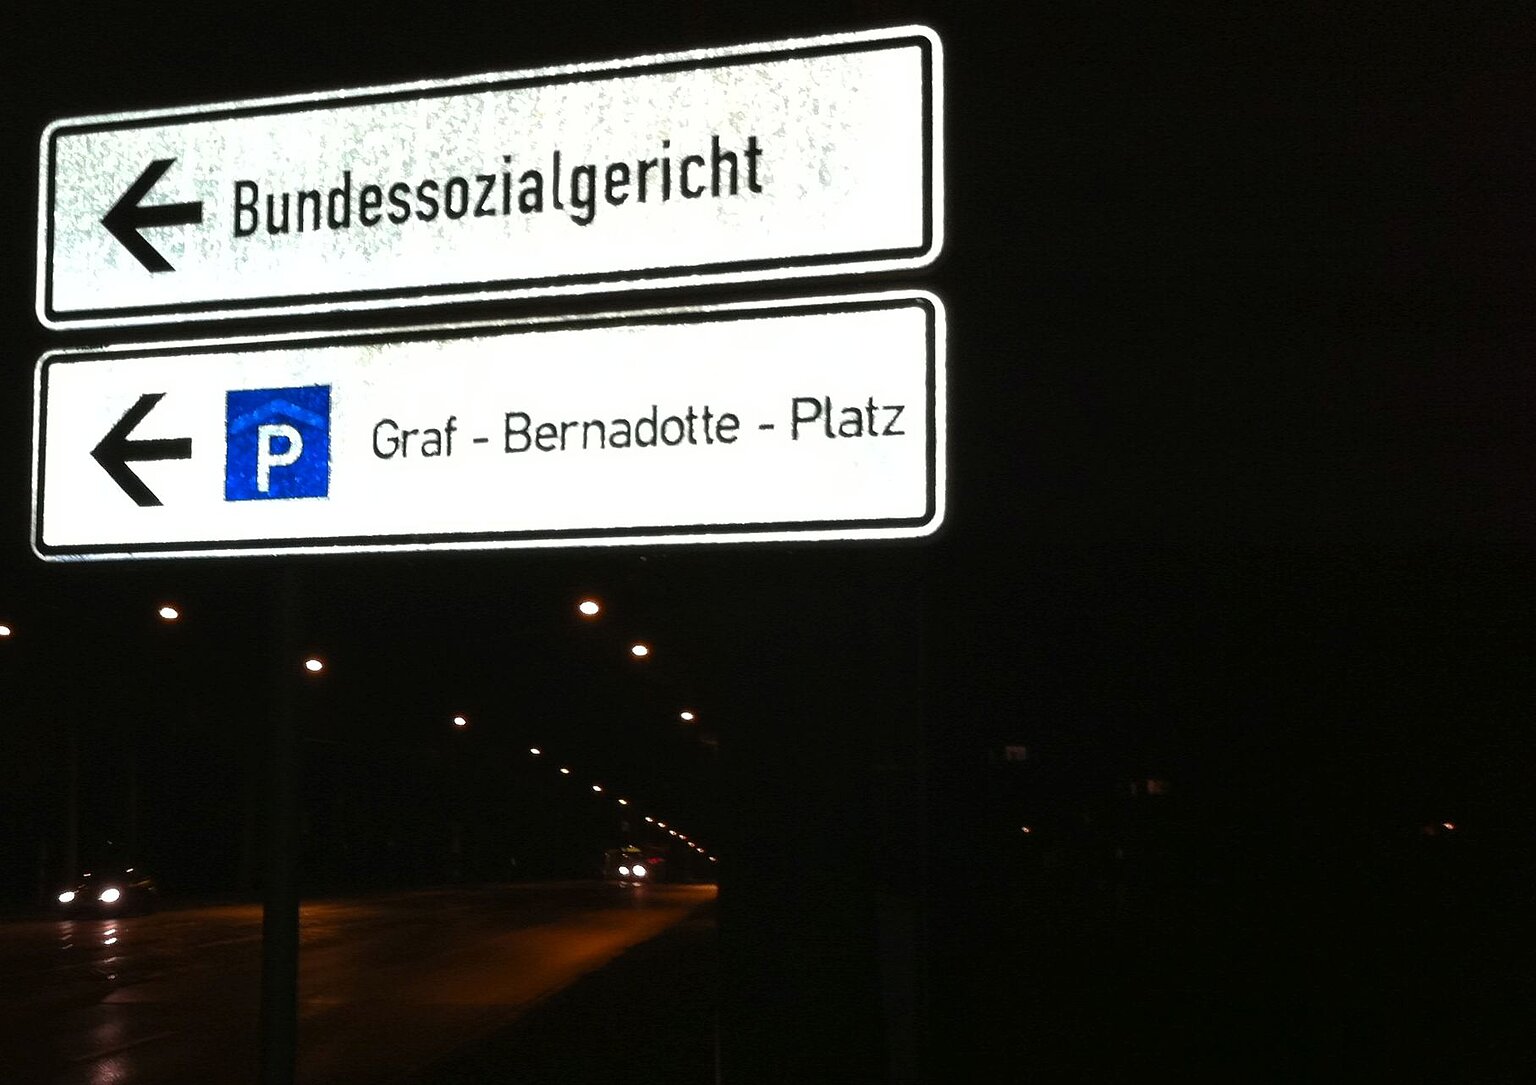 Bundessozialgericht
P Graf - Bernadotte - Platz